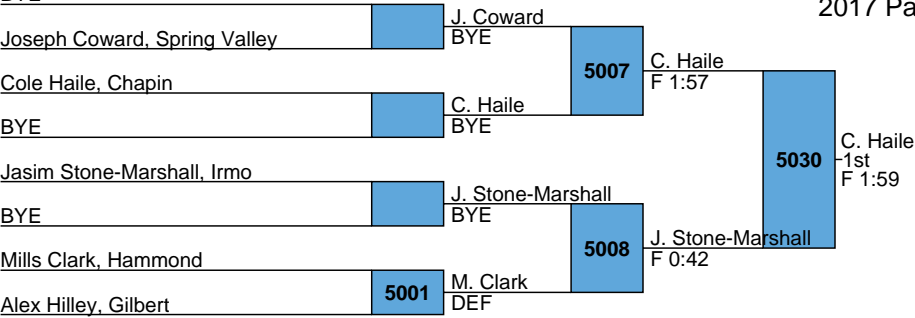 2017 Pa
J. Coward
BYE
Joseph Coward, Spring Valley
5007
C. Haile
F 1:57
Cole Haile, Chapin
C. Haile
BYE
BYE
5030
C. Haile
1st
F 1:59
Jasim Stone-Marshall, Irmo
J. Stone-Marshall
BYE
BYE
5008
J. Stone-Marshall
F 0:42
Mills Clark, Hammond
5001
M. Clark
DEF
Alex Hilley, Gilbert